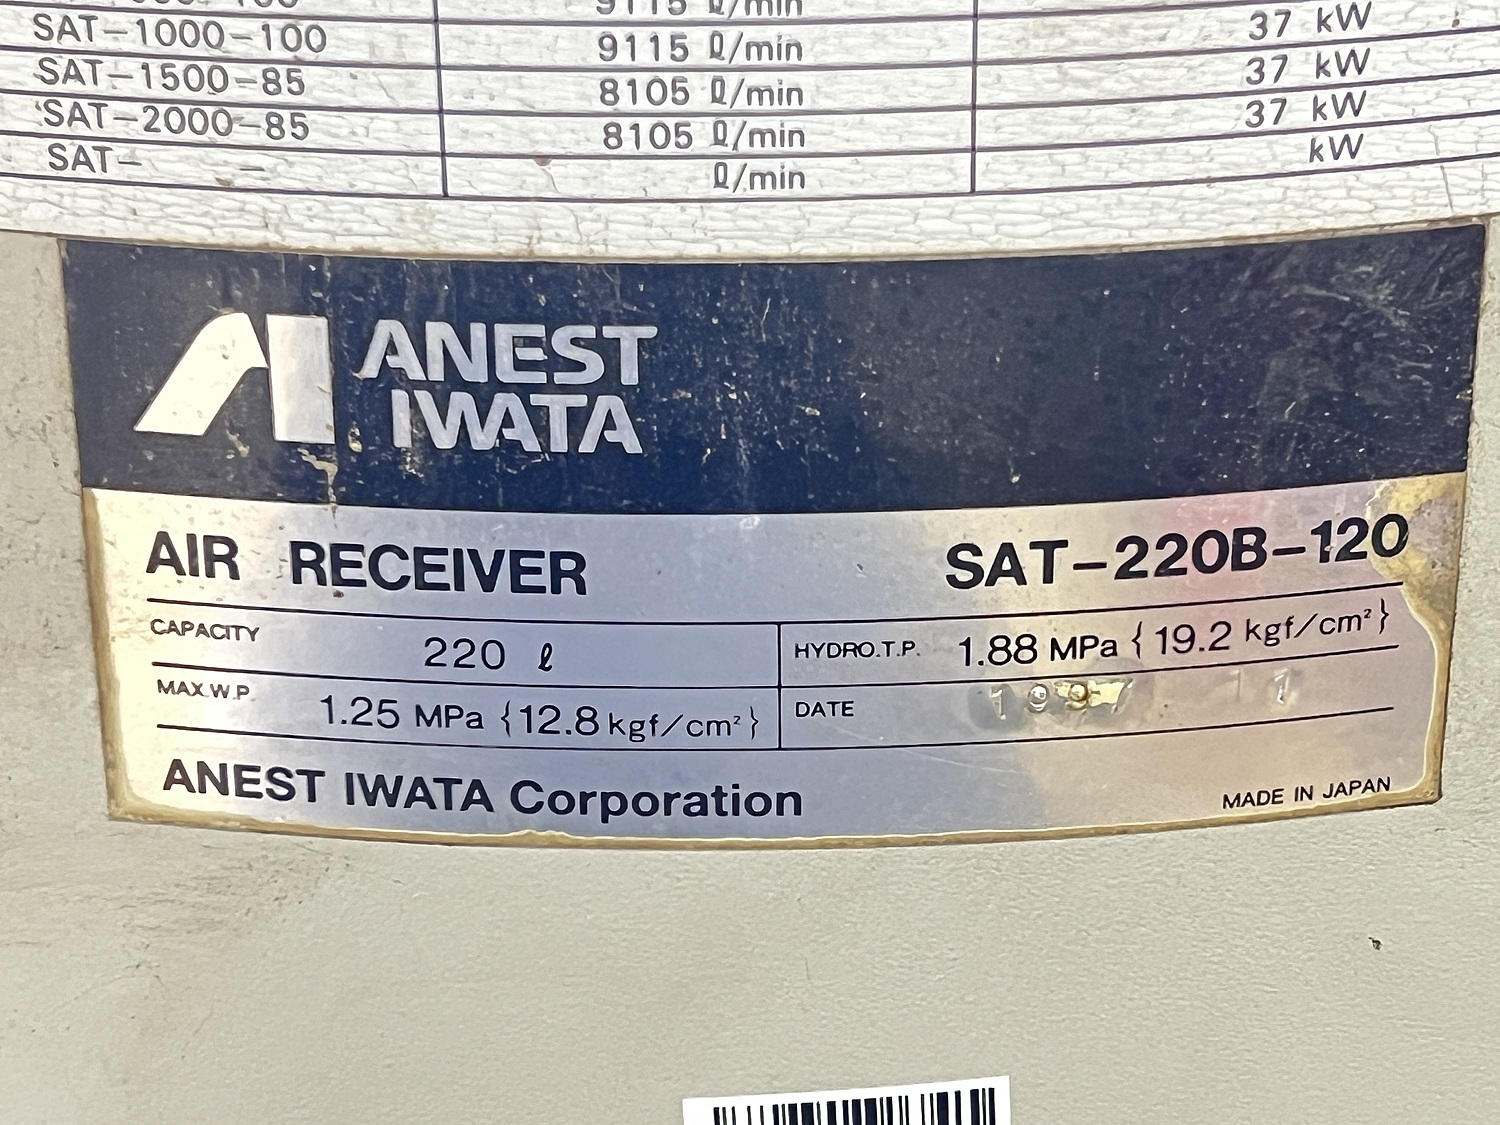 SAT-1000-100 9115 ℓ/min 37 kW
SAT-1500-85 8105 ℓ/min 37 kW
SAT-2000-85 8105 ℓ/min 37 kW
SAT- - ℓ/min kW
ANEST
IWATA
AIR RECEIVER SAT-220B-120
CAPACITY 220 ℓ HYDRO.T.P. 1.88 MPa {19.2 kgf/cm²}
MAX.W.P. 1.25 MPa {12.8 kgf/cm²} DATE
ANEST IWATA Corporation MADE IN JAPAN